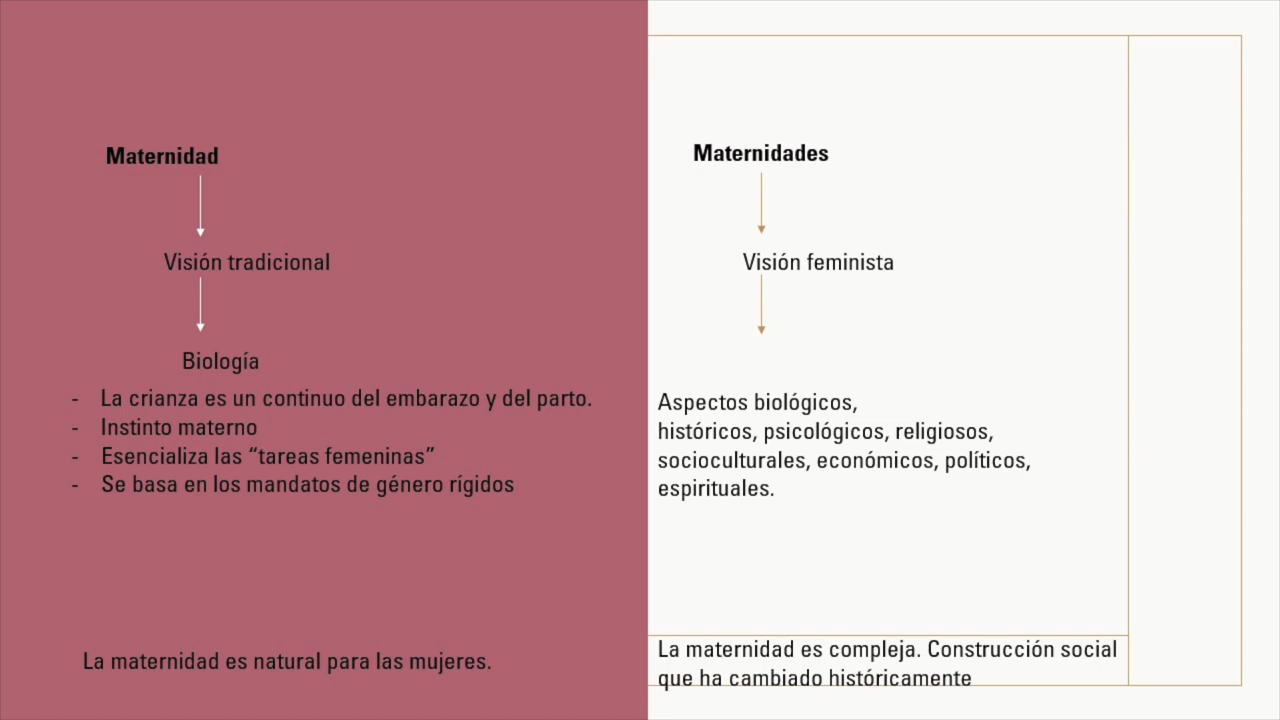 Maternidad
Visión tradicional
Biología
- La crianza es un continuo del embarazo y del parto.
- Instinto materno
- Esencializa las “tareas femeninas”
- Se basa en los mandatos de género rígidos
La maternidad es natural para las mujeres.
Maternidades
Visión feminista
Aspectos biológicos,
históricos, psicológicos, religiosos,
socioculturales, económicos, políticos,
espirituales.
La maternidad es compleja. Construcción social
que ha cambiado históricamente